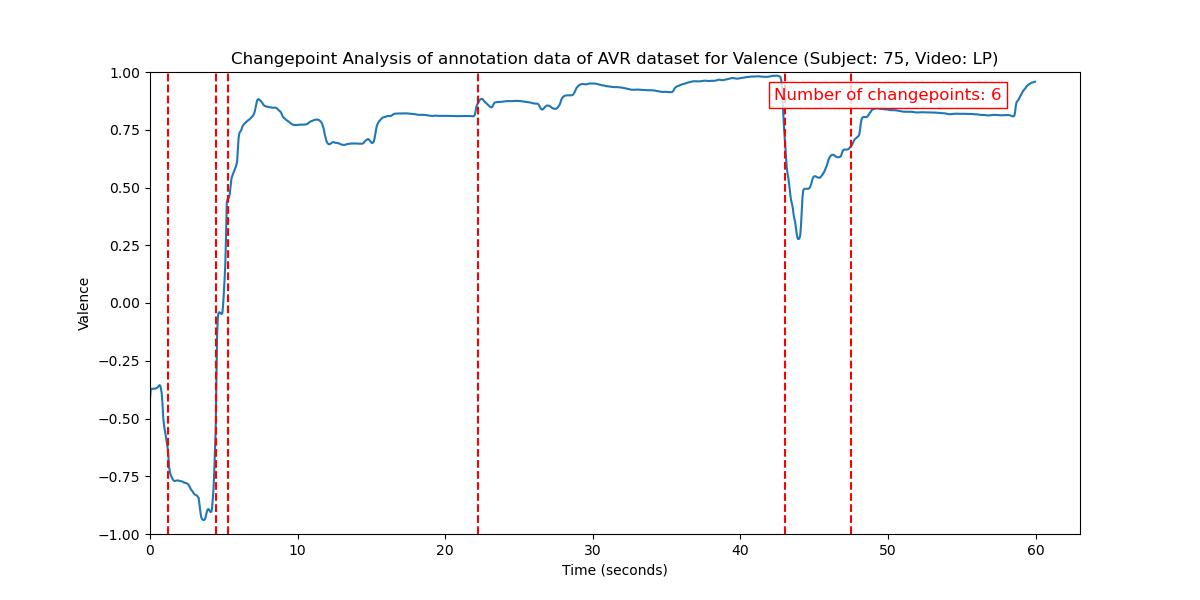 Changepoint Analysis of annotation data of AVR dataset for Valence (Subject: 75, Video: LP)
Number of changepoints: 6
1.00
0.75
0.50
0.25
0.00
−0.25
−0.50
−0.75
−1.00
Valence
0 10 20 30 40 50 60
Time (seconds)